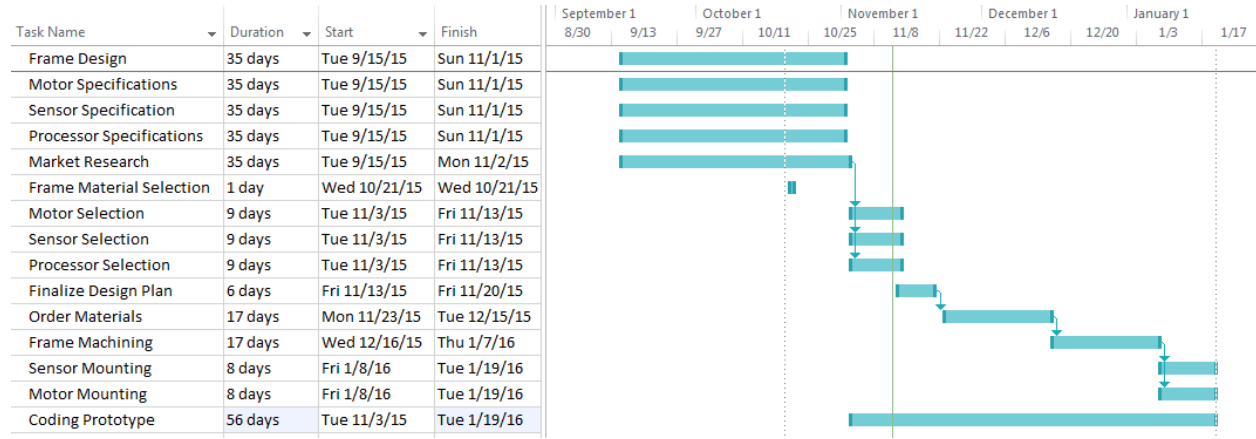 September 1 October 1 November 1 December 1 January 1
Task Name Duration Start Finish 8/30 9/13 9/27 10/11 10/25 11/8 11/22 12/6 12/20 1/3 1/17
Frame Design 35 days Tue 9/15/15 Sun 11/1/15
Motor Specifications 35 days Tue 9/15/15 Sun 11/1/15
Sensor Specification 35 days Tue 9/15/15 Sun 11/1/15
Processor Specifications 35 days Tue 9/15/15 Sun 11/1/15
Market Research 35 days Tue 9/15/15 Mon 11/2/15
Frame Material Selection 1 day Wed 10/21/15 Wed 10/21/15
Motor Selection 9 days Tue 11/3/15 Fri 11/13/15
Sensor Selection 9 days Tue 11/3/15 Fri 11/13/15
Processor Selection 9 days Tue 11/3/15 Fri 11/13/15
Finalize Design Plan 6 days Fri 11/13/15 Fri 11/20/15
Order Materials 17 days Mon 11/23/15 Tue 12/15/15
Frame Machining 17 days Wed 12/16/15 Thu 1/7/16
Sensor Mounting 8 days Fri 1/8/16 Tue 1/19/16
Motor Mounting 8 days Fri 1/8/16 Tue 1/19/16
Coding Prototype 56 days Tue 11/3/15 Tue 1/19/16